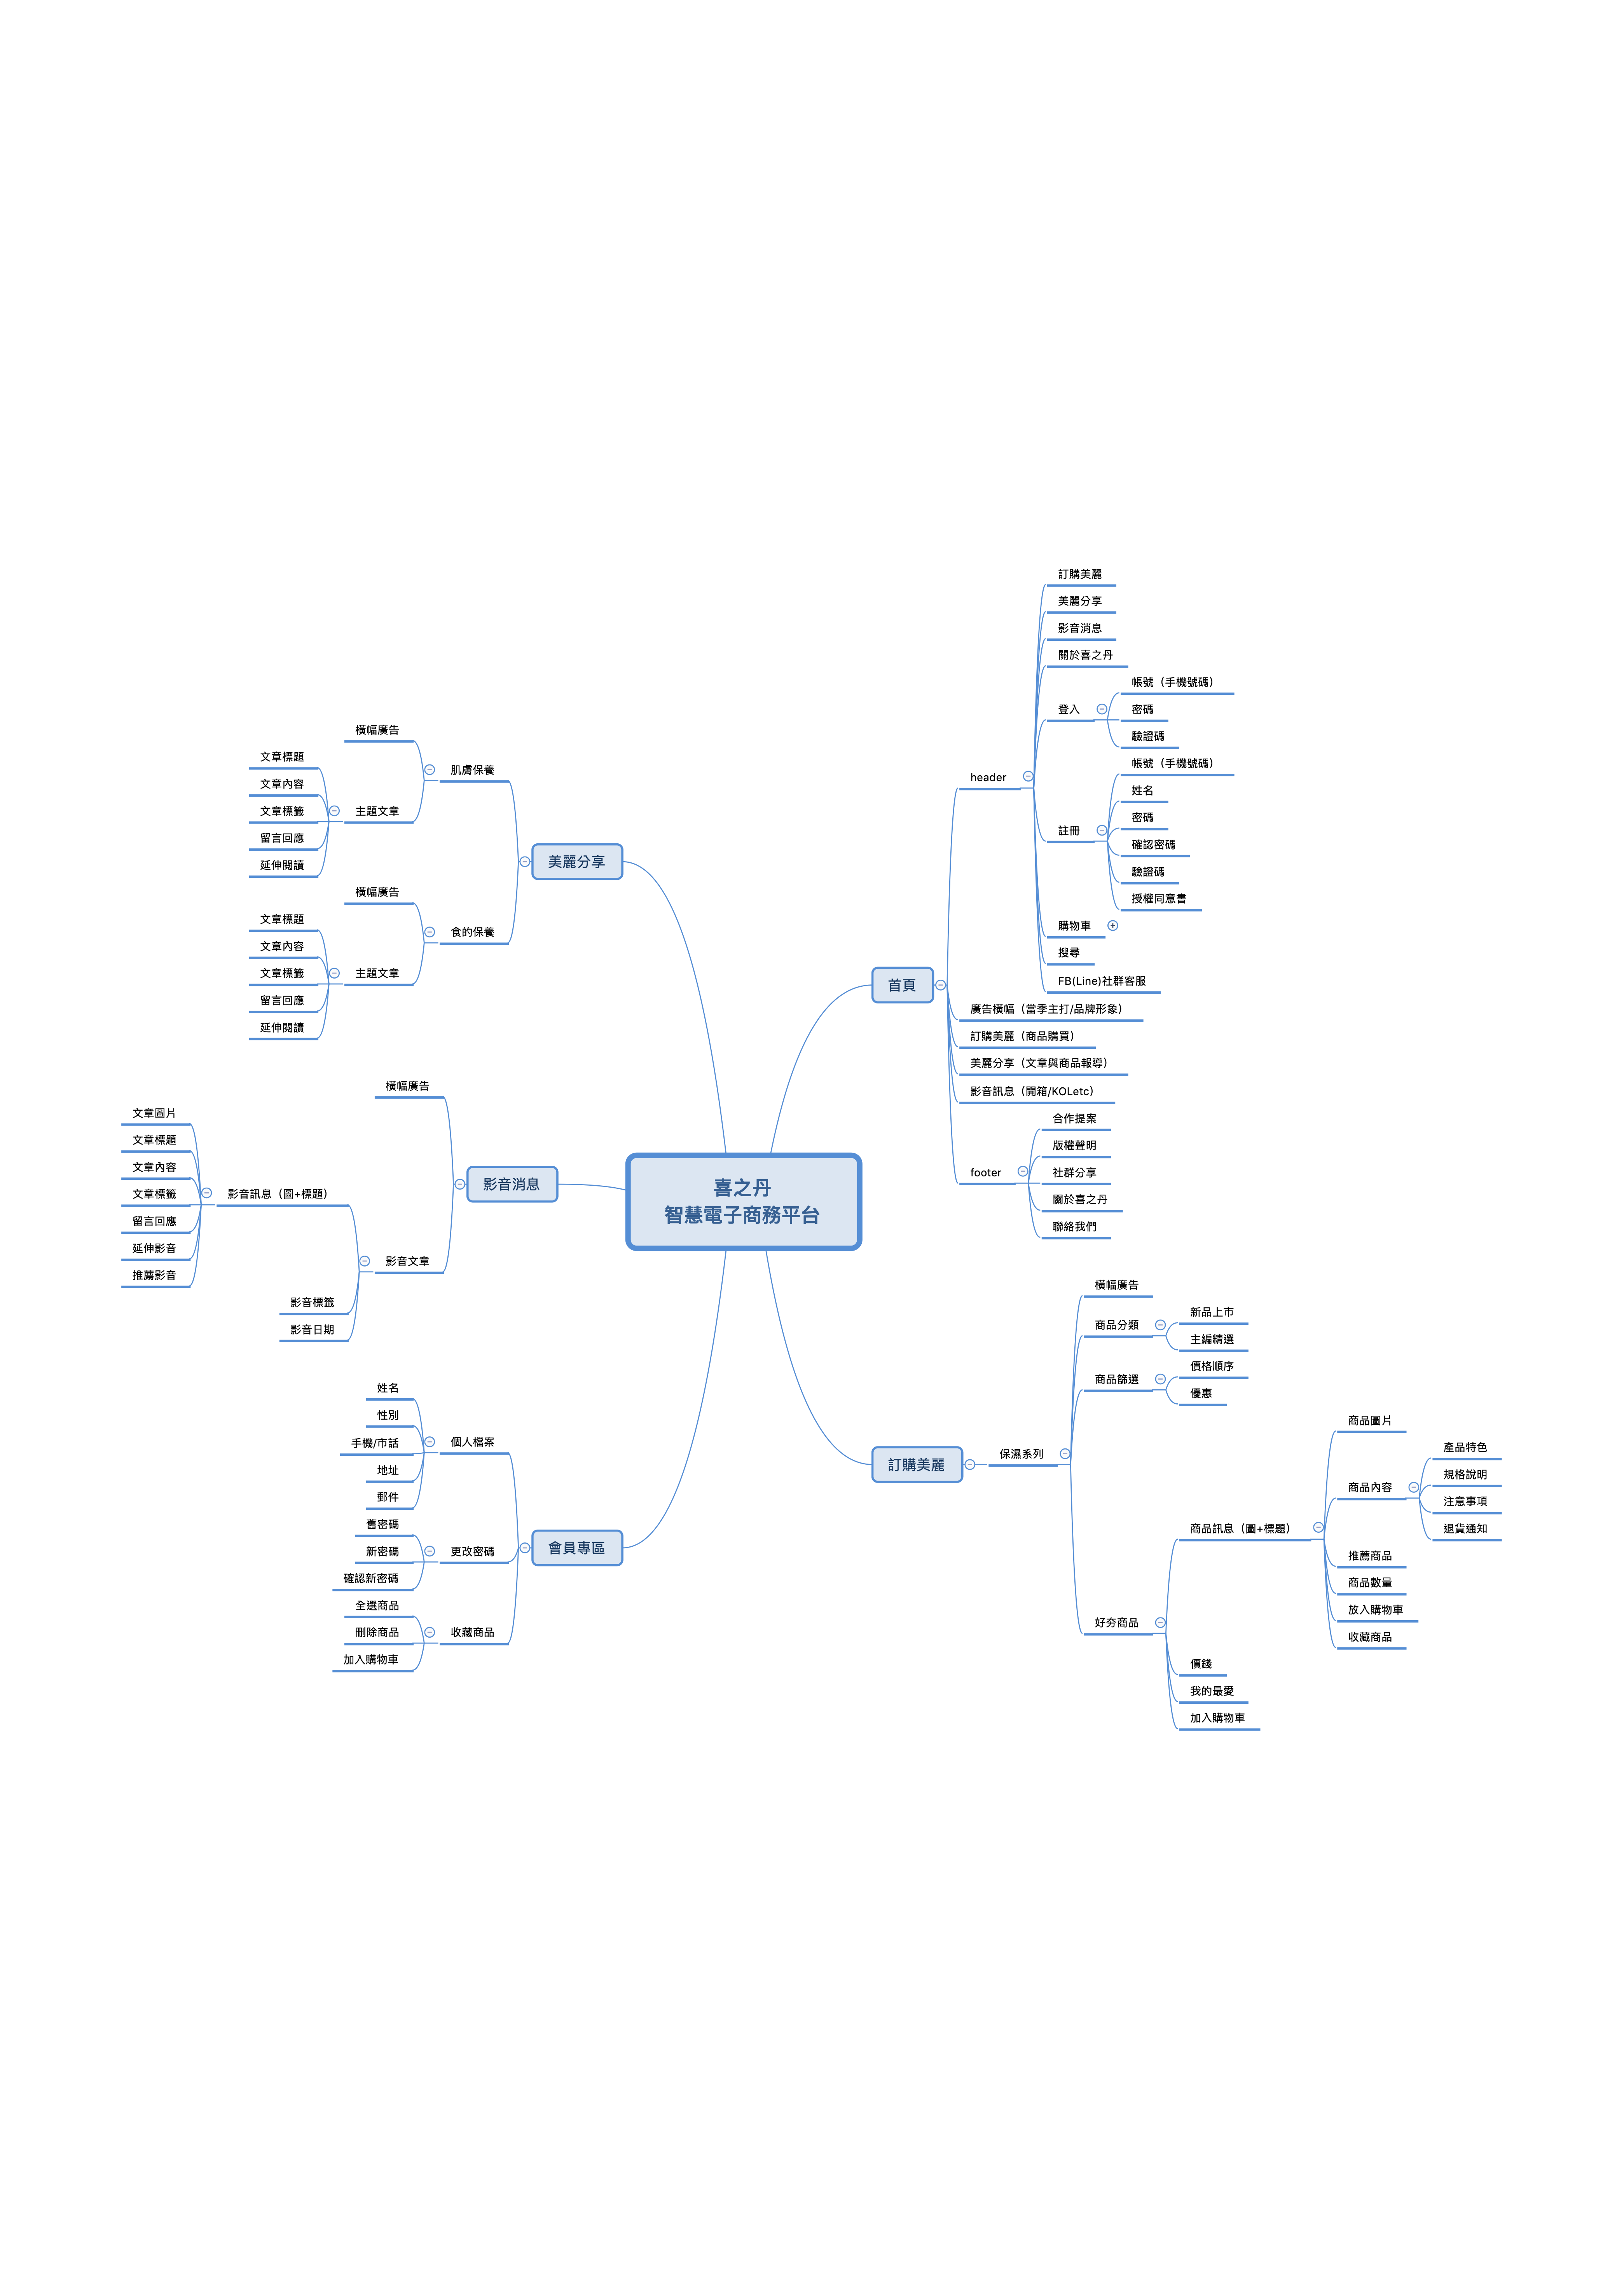 喜之丹
智慧電子商務平台
首頁
header
訂購美麗
美麗分享
影音消息
關於喜之丹
登入
帳號（手機號碼）
密碼
驗證碼
註冊
帳號（手機號碼）
姓名
密碼
確認密碼
驗證碼
授權同意書
購物車
搜尋
FB(Line)社群客服
廣告橫幅（當季主打/品牌形象）
訂購美麗（商品購買）
美麗分享（文章與商品報導）
影音訊息（開箱/KOLetc）
footer
合作提案
版權聲明
社群分享
關於喜之丹
聯絡我們
訂購美麗
保濕系列
橫幅廣告
商品分類
新品上市
主編精選
商品篩選
價格順序
優惠
好夯商品
商品訊息（圖+標題）
商品圖片
商品內容
產品特色
規格說明
注意事項
退貨通知
推薦商品
商品數量
放入購物車
收藏商品
價錢
我的最愛
加入購物車
美麗分享
肌膚保養
橫幅廣告
主題文章
文章標題
文章內容
文章標籤
留言回應
延伸閱讀
食的保養
橫幅廣告
主題文章
文章標題
文章內容
文章標籤
留言回應
延伸閱讀
影音消息
橫幅廣告
影音文章
影音訊息（圖+標題）
文章圖片
文章標題
文章內容
文章標籤
留言回應
延伸影音
推薦影音
影音標籤
影音日期
會員專區
個人檔案
姓名
性別
手機/市話
地址
郵件
更改密碼
舊密碼
新密碼
確認新密碼
收藏商品
全選商品
刪除商品
加入購物車